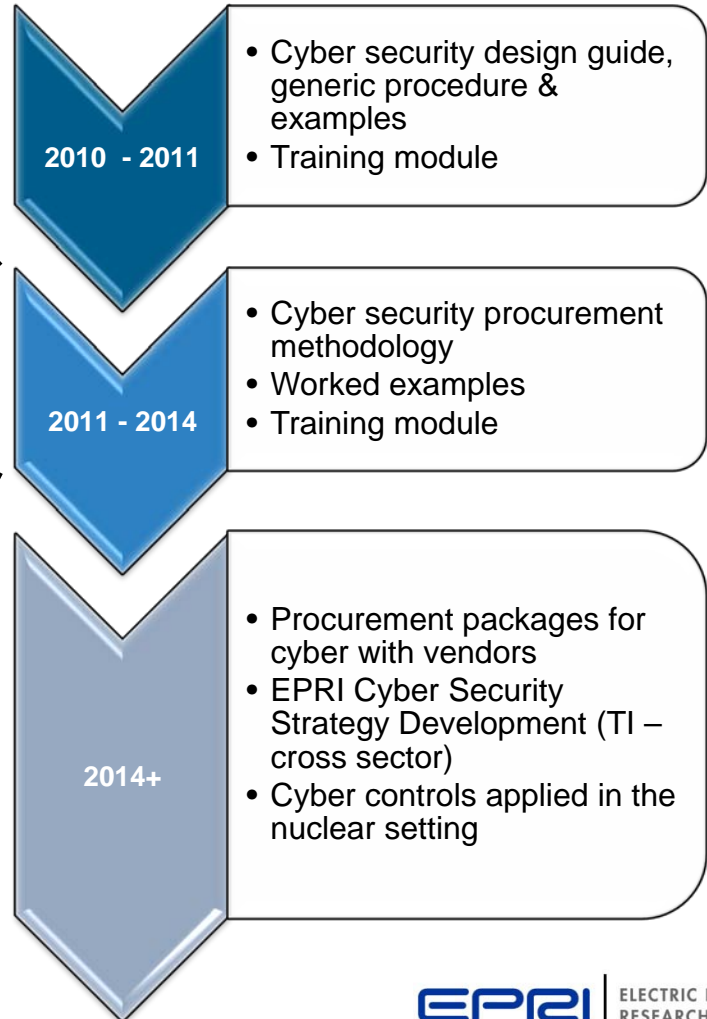 2010 - 2011
• Cyber security design guide,
generic procedure &
examples
• Training module
2011 - 2014
• Cyber security procurement
methodology
• Worked examples
• Training module
2014+
• Procurement packages for
cyber with vendors
• EPRI Cyber Security
Strategy Development (TI –
cross sector)
• Cyber controls applied in the
nuclear setting
EPRI
ELECTRIC
RESEARCH